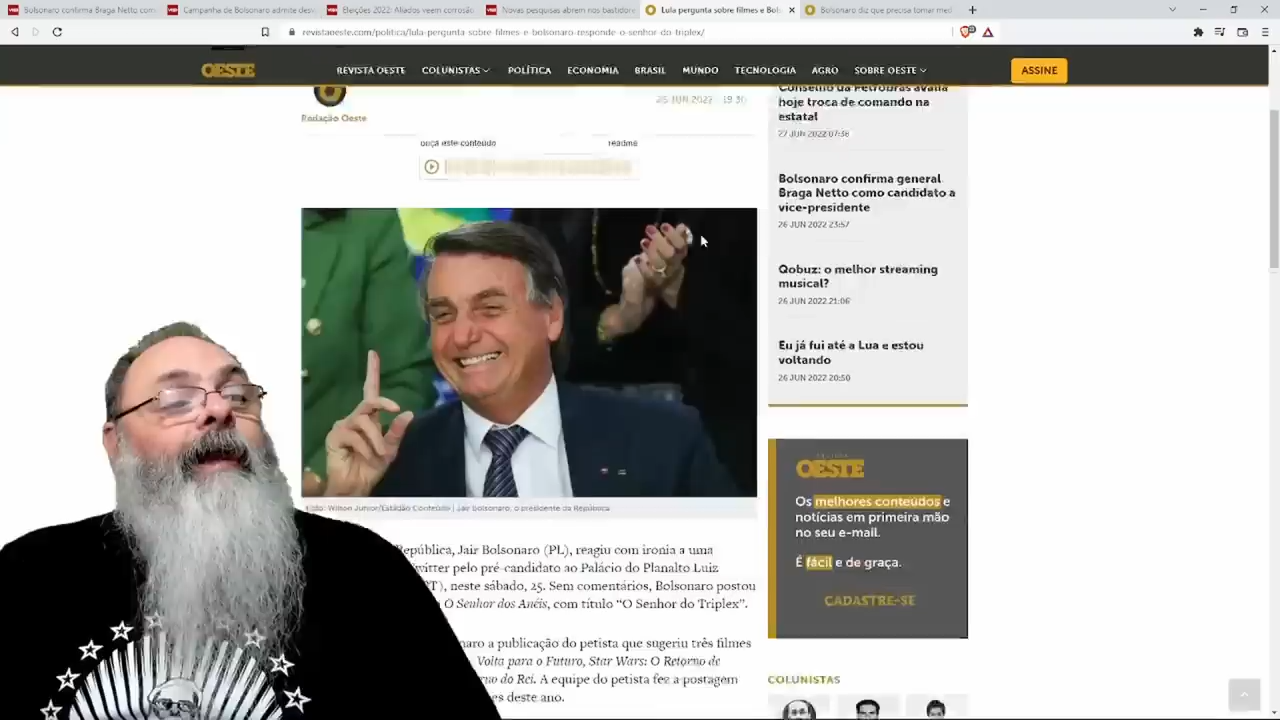 Bolsonaro confirma Braga Netto com
Campanha de Bolsonaro admite desv
Eleições 2022: Aliados veem corrosão
Novas pesquisas abrem nos bastidore
Lula pergunta sobre filmes e Bols
Bolsonaro diz que precisa tomar med
revistaoeste.com/politica/lula-pergunta-sobre-filmes-e-bolsonaro-responde-o-senhor-do-triplex/
OESTE
REVISTA OESTE
COLUNISTAS
POLÍTICA
ECONOMIA
BRASIL
MUNDO
TECNOLOGIA
AGRO
SOBRE OESTE
ASSINE
Redação Oeste
26 JUN 2022 - 19:30
ouça este conteúdo
readme
Foto: Wilson Junior/Estadão Conteúdo | Jair Bolsonaro, o presidente da República
República, Jair Bolsonaro (PL), reagiu com ironia a uma
witter pelo pré-candidato ao Palácio do Planalto Luiz
T), neste sábado, 25. Sem comentários, Bolsonaro postou
O Senhor dos Anéis, com título “O Senhor do Triplex”.
naro a publicação do petista que sugeriu três filmes
Volta para o Futuro, Star Wars: O Retorno de
rno do Rei. A equipe do petista fez a postagem
es deste ano.
Conselho da Petrobras avalia
hoje troca de comando na
estatal
27 JUN 2022 07:36
Bolsonaro confirma general
Braga Netto como candidato a
vice-presidente
26 JUN 2022 23:57
Qobuz: o melhor streaming
musical?
26 JUN 2022 21:06
Eu já fui até a Lua e estou
voltando
26 JUN 2022 20:50
REVISTA
OESTE
Os melhores conteúdos e
notícias em primeira mão
no seu e-mail.
É fácil e de graça.
CADASTRE-SE
COLUNISTAS